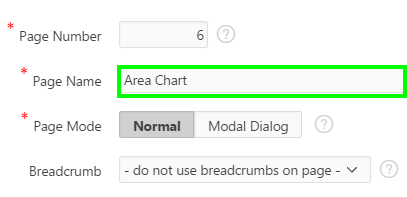 * Page Number 6 ?
* Page Name Area Chart
* Page Mode Normal Modal Dialog ?
Breadcrumb - do not use breadcrumbs on page - ?